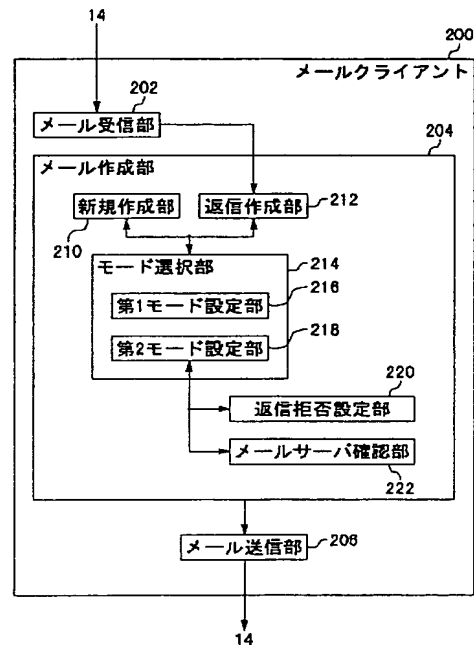 14
200
メールクライアント
202
メール受信部
204
メール作成部
新規作成部
返信作成部
212
210
モード選択部
214
第1モード設定部
216
第2モード設定部
218
220
返信拒否設定部
メールサーバ確認部
222
メール送信部
206
14